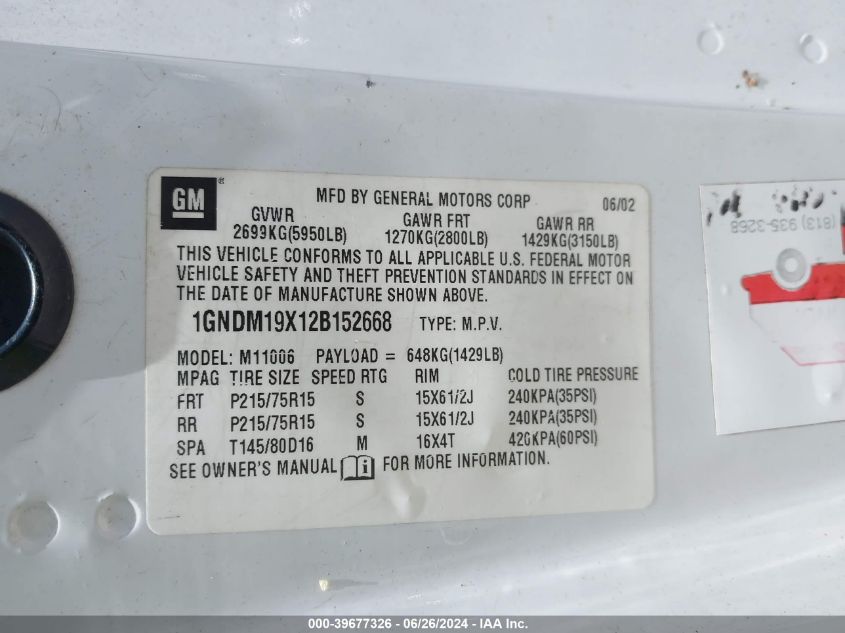 GM
MFD BY GENERAL MOTORS CORP 06/02
GVWR GAWR FRT GAWR RR
2699KG(5950LB) 1270KG(2800LB) 1429KG(3150LB)
THIS VEHICLE CONFORMS TO ALL APPLICABLE U.S. FEDERAL MOTOR
VEHICLE SAFETY AND THEFT PREVENTION STANDARDS IN EFFECT ON
THE DATE OF MANUFACTURE SHOWN ABOVE.
1GNDM19X12B152668 TYPE: M.P.V.
MODEL: M11006 PAYLOAD = 648KG(1429LB)
MPAG TIRE SIZE SPEED RTG RIM COLD TIRE PRESSURE
FRT P215/75R15 S 15X61/2J 240KPA(35PSI)
RR P215/75R15 S 15X61/2J 240KPA(35PSI)
SPA T145/80D16 M 16X4T 420KPA(60PSI)
SEE OWNER'S MANUAL i FOR MORE INFORMATION.
(813) 935-3268
000-39677326 - 06/26/2024 - IAA Inc.